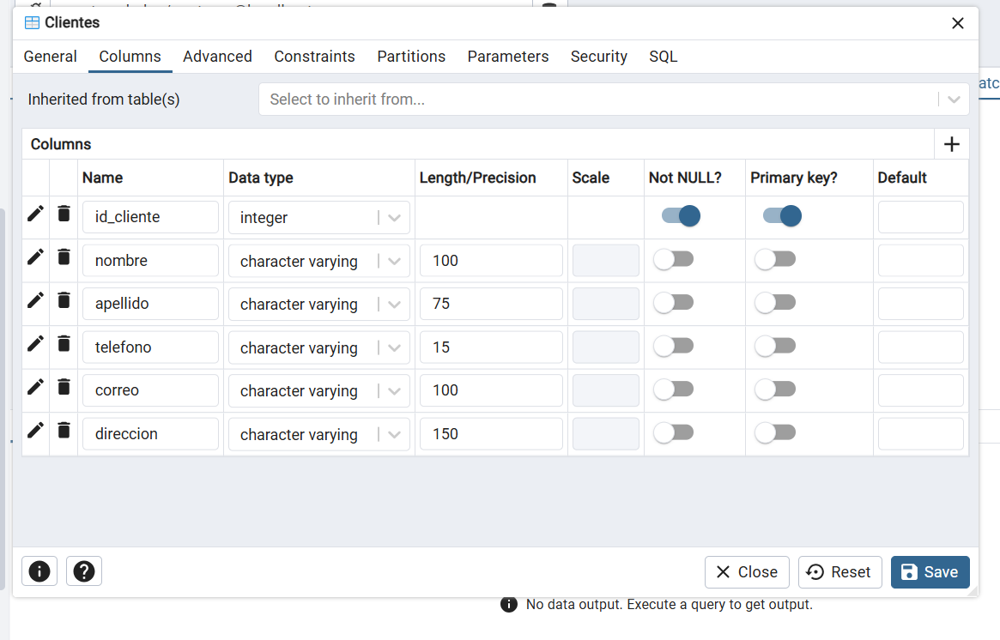 Clientes
General Columns Advanced Constraints Partitions Parameters Security SQL
Inherited from table(s) Select to inherit from...
Columns
Name Data type Length/Precision Scale Not NULL? Primary key? Default
id_cliente integer
nombre character varying 100
apellido character varying 75
telefono character varying 15
correo character varying 100
direccion character varying 150
Close Reset Save
No data output. Execute a query to get output.